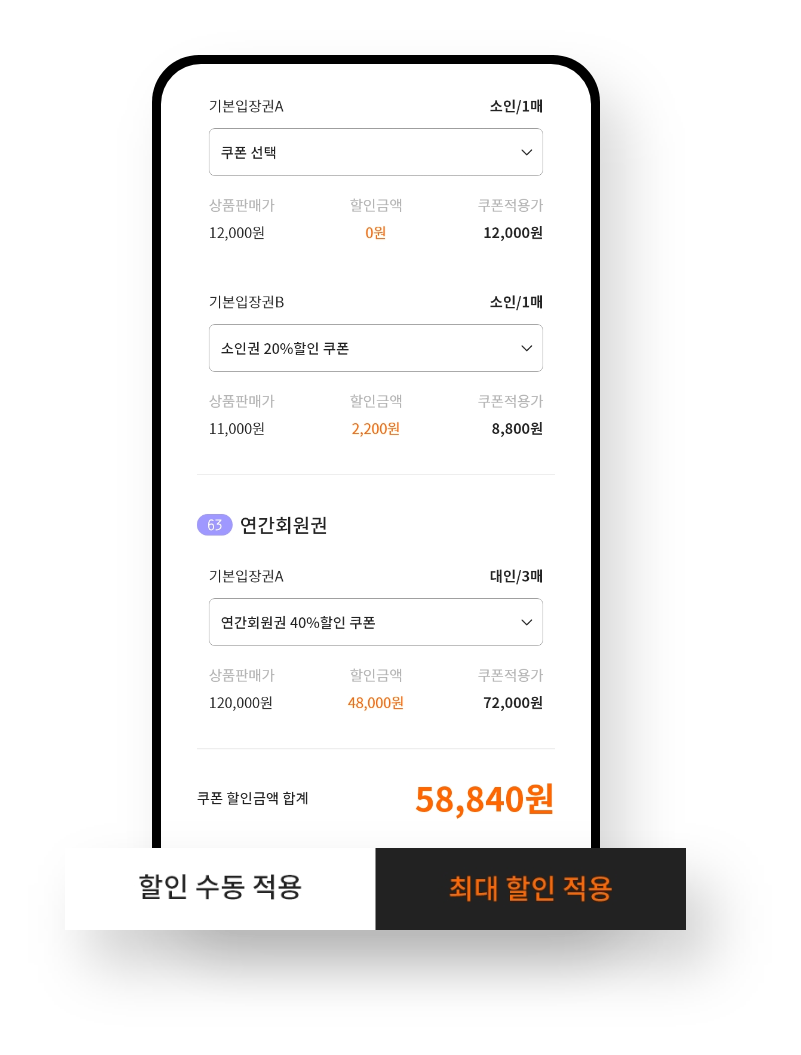 기본입장권A 소인/1매
쿠폰 선택
상품판매가 할인금액 쿠폰적용가
12,000원 0원 12,000원
기본입장권B 소인/1매
소인권 20%할인 쿠폰
상품판매가 할인금액 쿠폰적용가
11,000원 2,200원 8,800원
63 연간회원권
기본입장권A 대인/3매
연간회원권 40%할인 쿠폰
상품판매가 할인금액 쿠폰적용가
120,000원 48,000원 72,000원
쿠폰 할인금액 합계 58,840원
할인 수동 적용 최대 할인 적용